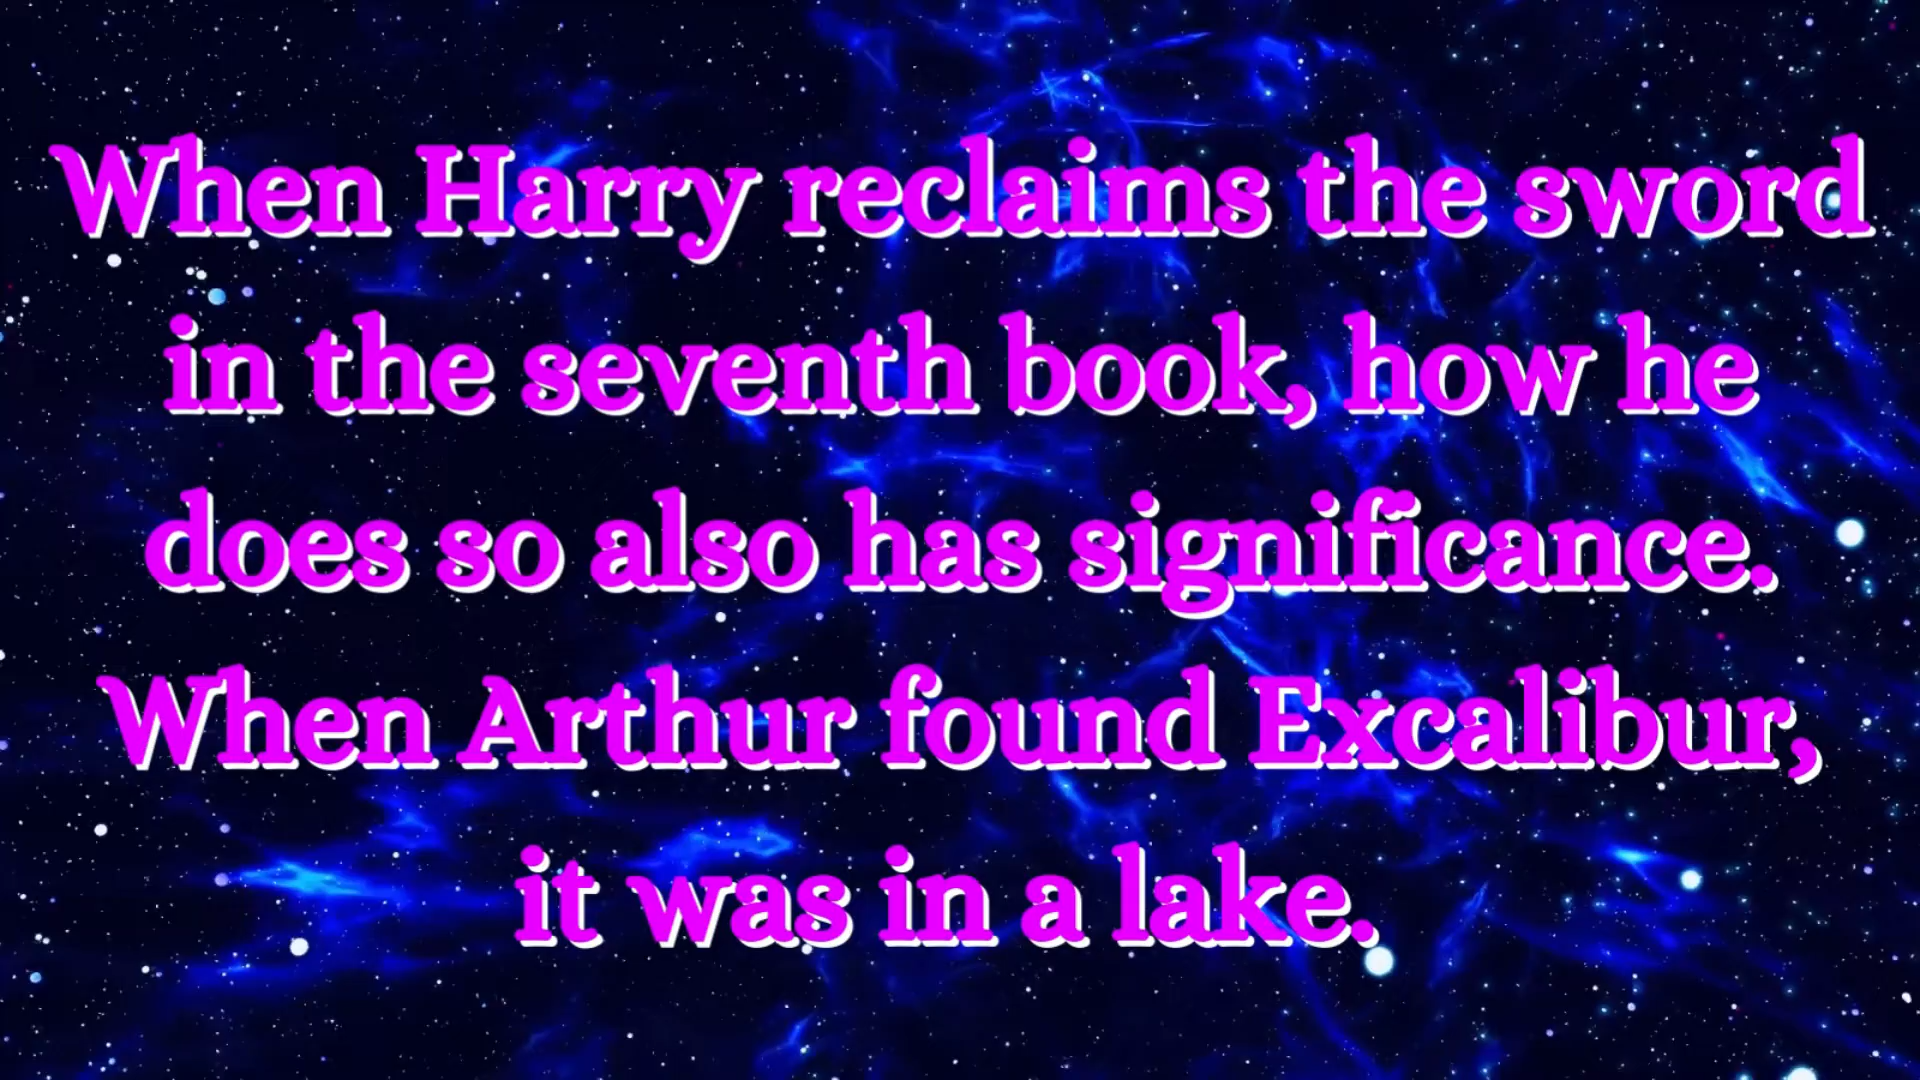 When Harry reclaims the sword
in the seventh book, how he
does so also has significance.
When Arthur found Excalibur,
it was in a lake.